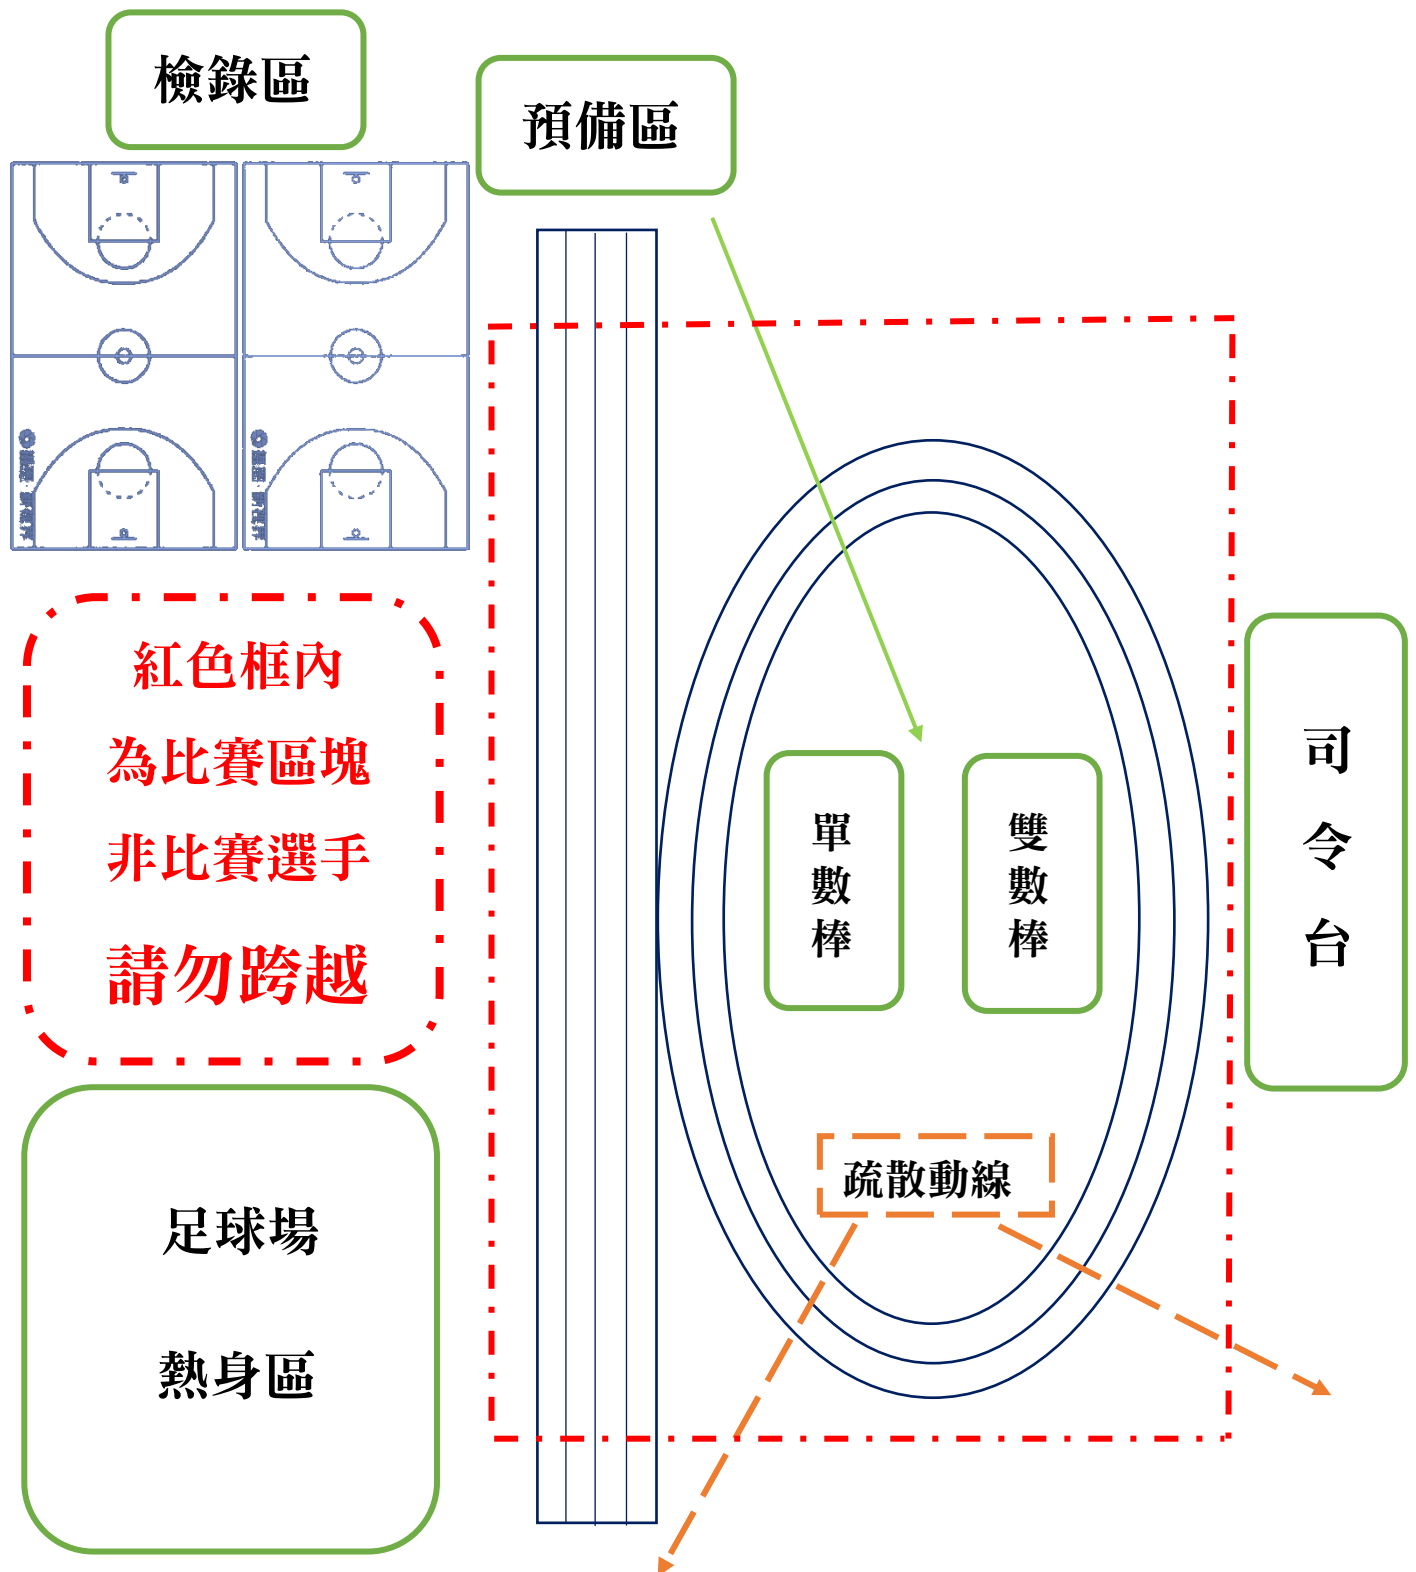 檢錄區
預備區
紅色框內
為比賽區塊
非比賽選手
請勿跨越
單數棒
雙數棒
司令台
疏散動線
足球場
熱身區